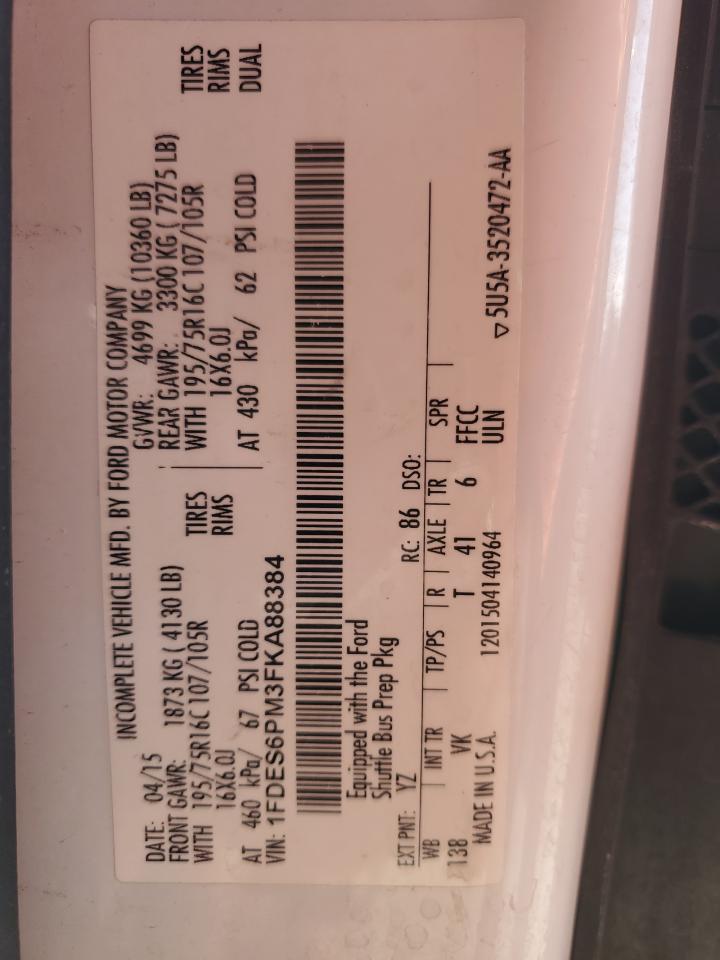 INCOMPLETE VEHICLE MFD. BY FORD MOTOR COMPANY
DATE: 04/15 GVWR: 4699 KG (10360 LB)
FRONT GAWR: 1873 KG ( 4130 LB) REAR GAWR: 3300 KG ( 7275 LB)
WITH 195/75R16C 107/105R TIRES WITH 195/75R16C 107/105R TIRES
16X6.0J RIMS 16X6.0J RIMS
AT 460 kPa/ 67 PSI COLD AT 430 kPa/ 62 PSI COLD DUAL
VIN: 1FDES6PM3FKA88384
Equipped with the Ford
Shuttle Bus Prep Pkg
EXT PNT: YZ RC: 86 DSO:
WB INT TR TP/PS R AXLE TR SPR
138 VK T 41 6 FFCC
MADE IN U.S.A. 1201504140964 ULN
▽ 5U5A-3520472-AA